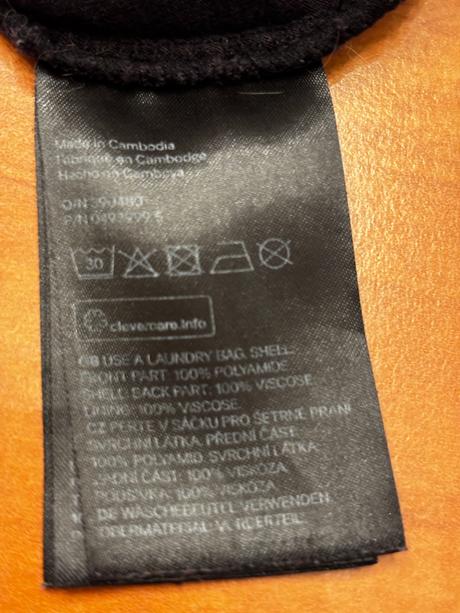 Made in Cambodia
Fabriqué en Cambodge
Hecho en Camboya
O/N
P/N
30
clevercare.info
GB USE A LAUNDRY BAG. SHELL
FRONT PART: 100% POLYAMIDE
SHELL BACK PART: 100% VISCOSE
LINING: 100% VISCOSE
CZ PERTE V SÁČKU PRO ŠETRNÉ PRANÍ
SVRCHNÍ LÁTKA, PŘEDNÍ ČÁST:
100% POLYAMID. SVRCHNÍ LÁTKA,
ZADNÍ ČÁST: 100% VISKÓZA
PODŠÍVKA: 100% VISKÓZA
DE WÄSCHEBEUTEL VERWENDEN.
OBERMATERIAL VORDERTEIL: